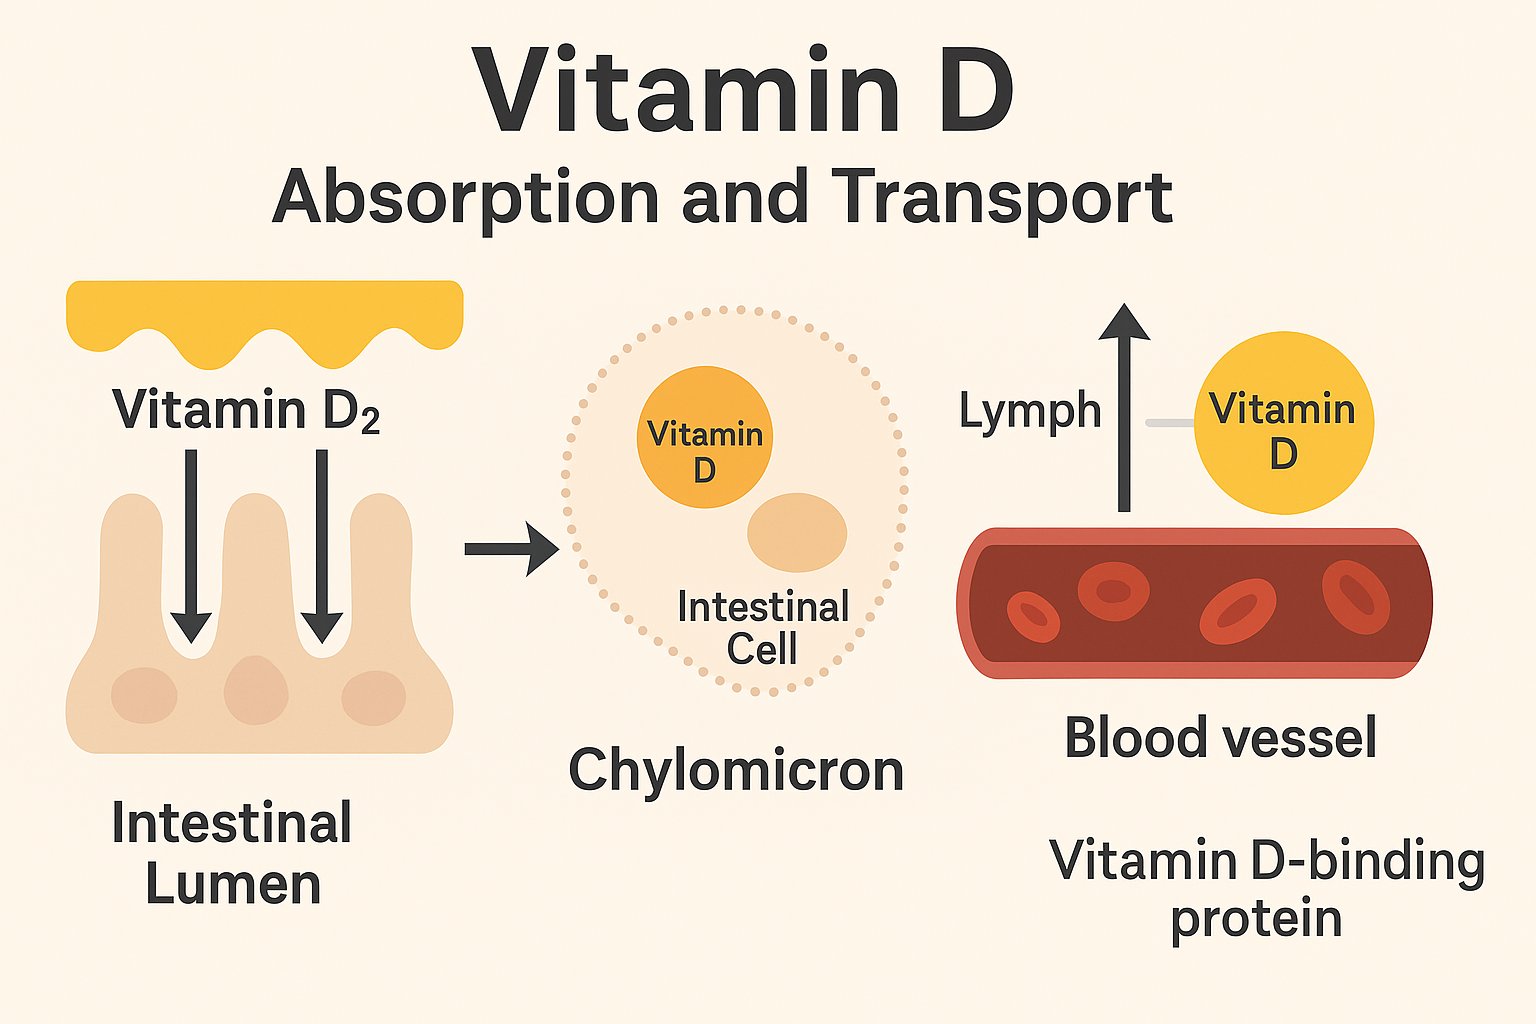 Vitamin D
Absorption and Transport
Vitamin D₂
Intestinal
Lumen
Vitamin
D
Intestinal
Cell
Chylomicron
Lymph
Vitamin
D
Blood vessel
Vitamin D-binding
protein